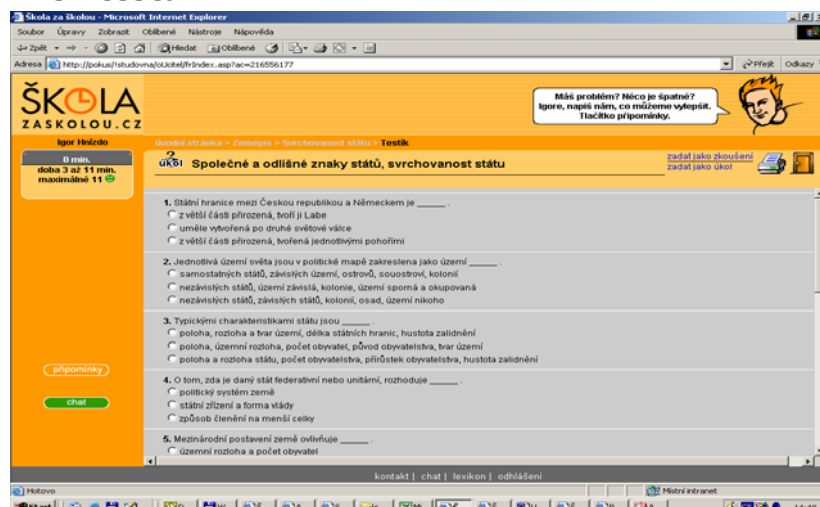 Škola za školou - Microsoft Internet Explorer
Soubor Úpravy Zobrazit Oblíbené Nástroje Nápověda
Zpět Hledat Oblíbené
Adresa http://pokus/!studovna/oUcitel/frIndex.asp?ac=216556177 Přejít Odkazy
ŠKOLA
ZASKOLOU.CZ
Máš problém? Něco je špatné?
Igore, napiš nám, co můžeme vylepšit.
Tlačítko připomínky.
Igor Hnízdo
úvodní stránka > Zeměpis > Svrchovanost státu > Testík
0 min.
doba 3 až 11 min.
maximálně 11
úkol Společné a odlišné znaky států, svrchovanost státu
zadat jako zkoušení
zadat jako úkol
1. Státní hranice mezi Českou republikou a Německem je _____ .
z větší části přirozená, tvoří ji Labe
uměle vytvořená po druhé světové válce
z větší části přirozená, tvořená jednotlivými pohořími
2. Jednotlivá území světa jsou v politické mapě zakreslena jako území _____ .
samostatných států, závislých území, ostrovů, souostroví, kolonií
nezávislých států, území závislá, kolonie, území sporná a okupovaná
nezávislých států, závislých států, kolonií, osad, území nikoho
3. Typickými charakteristikami státu jsou _____ .
poloha, rozloha a tvar území, délka státních hranic, hustota zalidnění
poloha, územní rozloha, počet obyvatel, původ obyvatelstva, tvar území
poloha a rozloha státu, počet obyvatelstva, přírůstek obyvatelstva, hustota zalidnění
4. O tom, zda je daný stát federativní nebo unitární, rozhoduje _____ .
politický systém země
státní zřízení a forma vlády
způsob členění na menší celky
5. Mezinárodní postavení země ovlivňuje _____ .
územní rozloha a počet obyvatel
připomínky
chat
kontakt | chat | lexikon | odhlášení
Hotovo Místní intranet